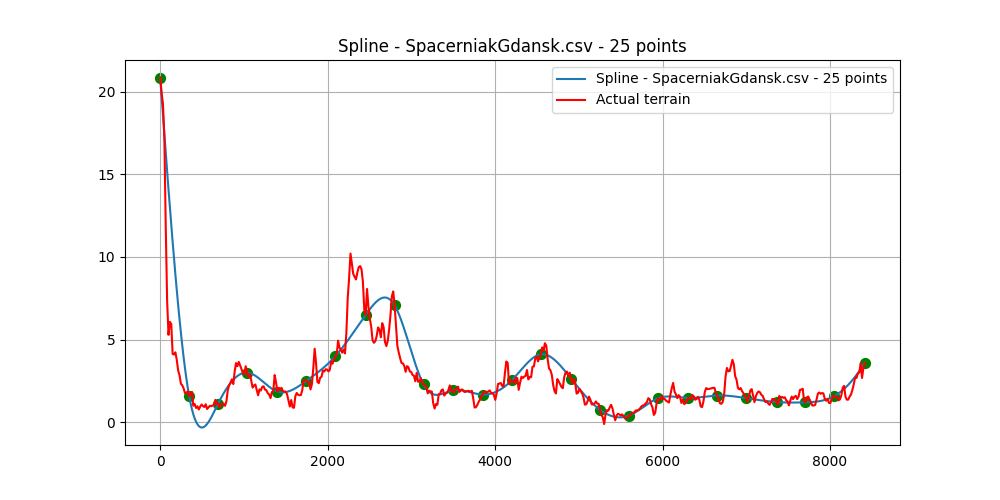 Spline - SpacerniakGdansk.csv - 25 points
Spline - SpacerniakGdansk.csv - 25 points
Actual terrain
20
15
10
5
0
0 2000 4000 6000 8000